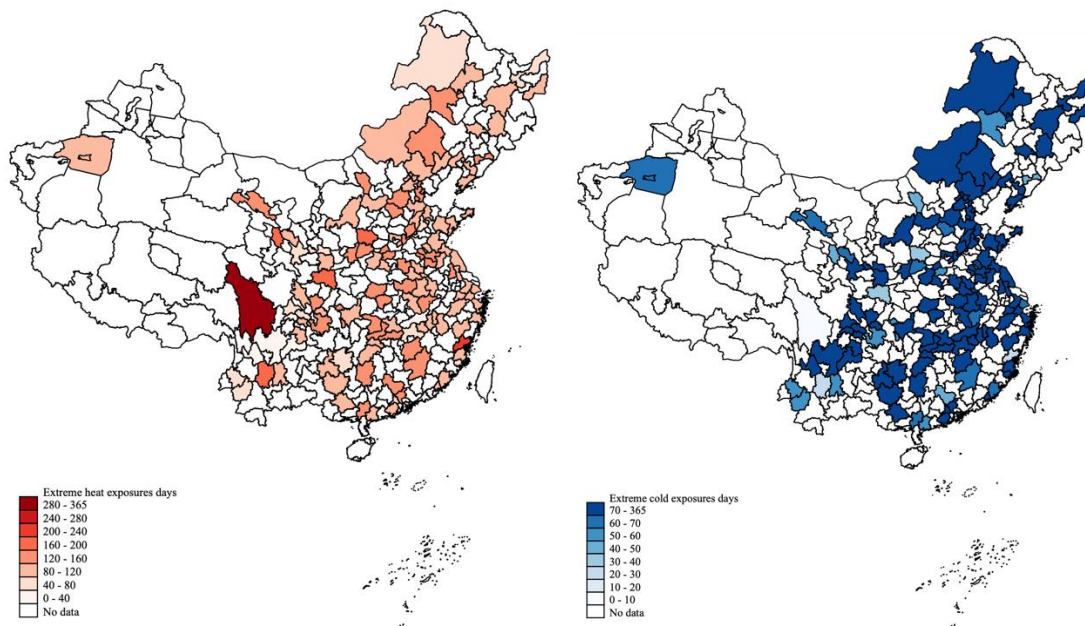 Extreme heat exposures days
280 - 365
240 - 280
200 - 240
160 - 200
120 - 160
80 - 120
40 - 80
0 - 40
No data
Extreme cold exposures days
70 - 365
60 - 70
50 - 60
40 - 50
30 - 40
20 - 30
10 - 20
0 - 10
No data